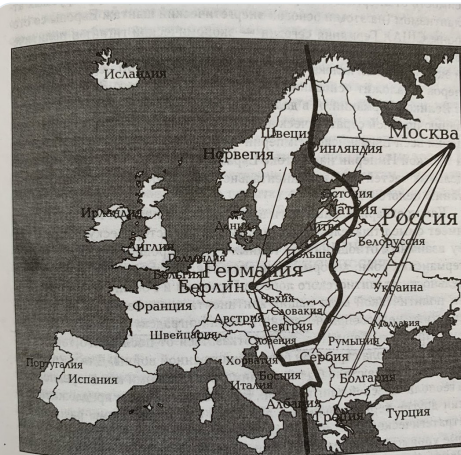 Исландия
Швеция
Финляндия
Москва
Норвегия
Эстония
Латвия
Россия
Ирландия
Дания
Литва
Белоруссия
Англия
Голландия
Польша
Бельгия
Германия
Берлин
Украина
Чехия
Словакия
Франция
Австрия
Венгрия
Молдавия
Швейцария
Словения
Румыния
Хорватия
Сербия
Португалия
Испания
Босния
Болгария
Италия
Албания
Греция
Турция